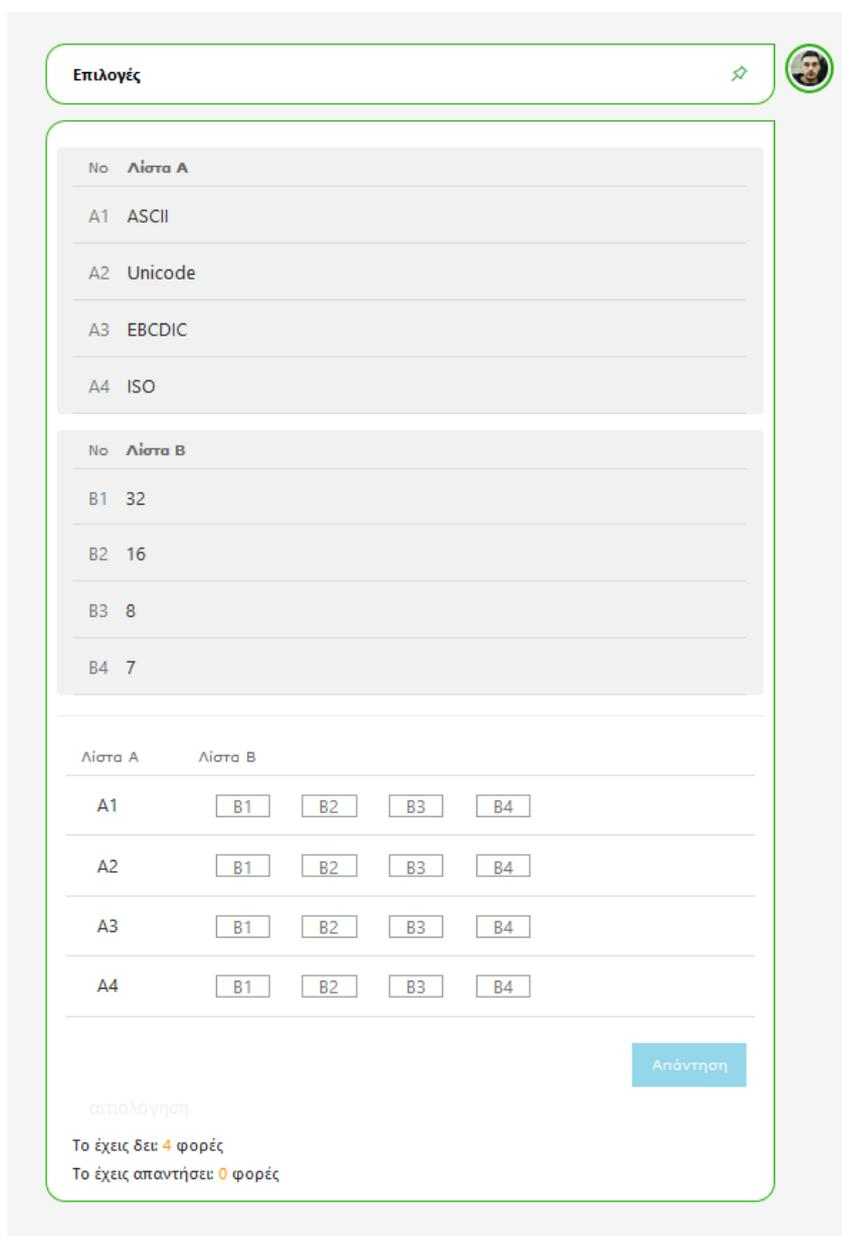 Επιλογές
No Λίστα Α
A1 ASCII
A2 Unicode
A3 EBCDIC
A4 ISO
No Λίστα Β
B1 32
B2 16
B3 8
B4 7
Λίστα Α Λίστα Β
A1 B1 B2 B3 B4
A2 B1 B2 B3 B4
A3 B1 B2 B3 B4
A4 B1 B2 B3 B4
Απάντηση
αιτιολόγηση
Το έχεις δει: 4 φορές
Το έχεις απαντήσει: 0 φορές